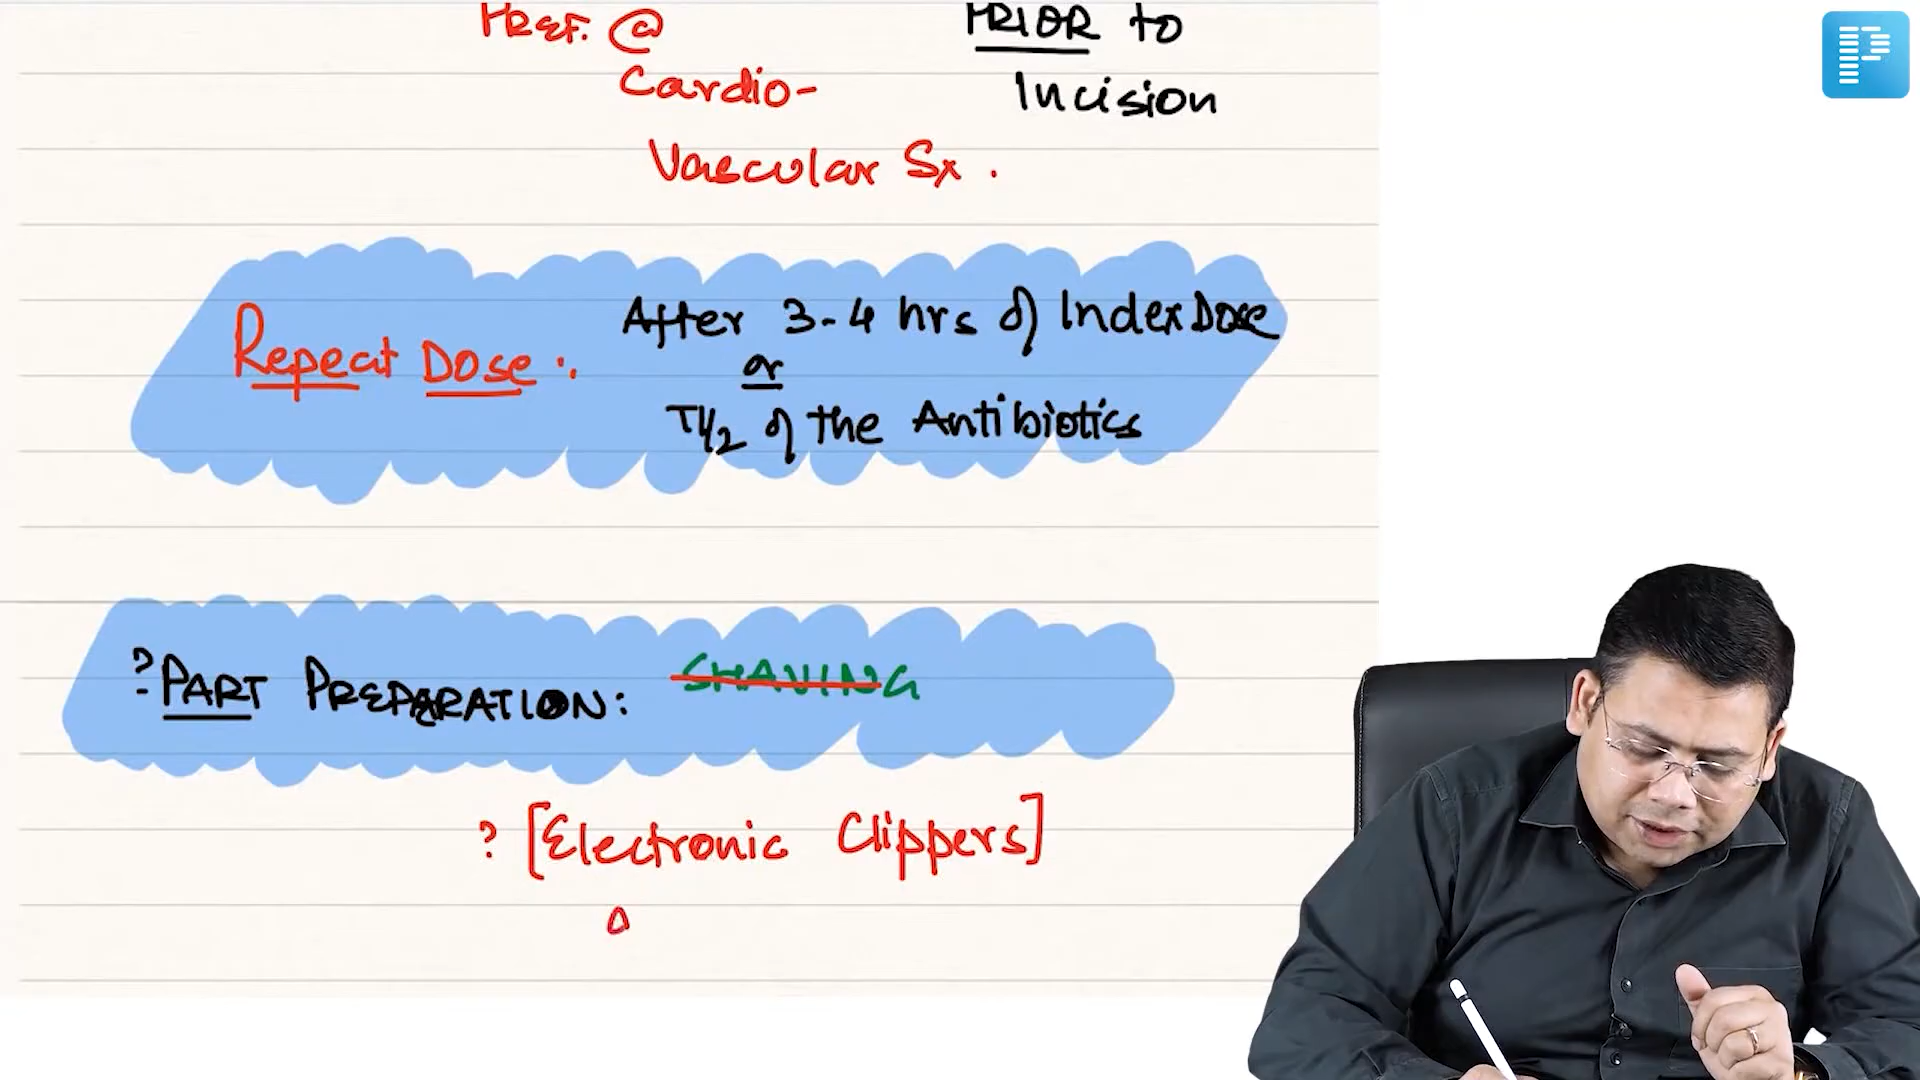 PREF. @
Cardio-
Vascular Sx.
PRIOR to
Incision
Repeat Dose:.
After 3-4 hrs of Index Dose
or
T1/2 of the Antibiotics
? PART PREPARATION: SHAVING
? [Electronic Clippers]